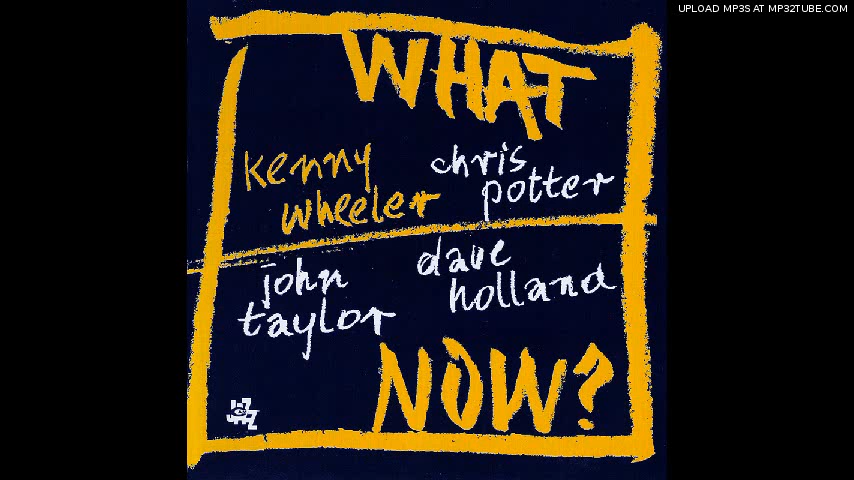 UPLOAD MP3S AT MP32TUBE.COM
WHAT
kenny
wheeler
chris
potter
john
taylor
dave
holland
NOW?